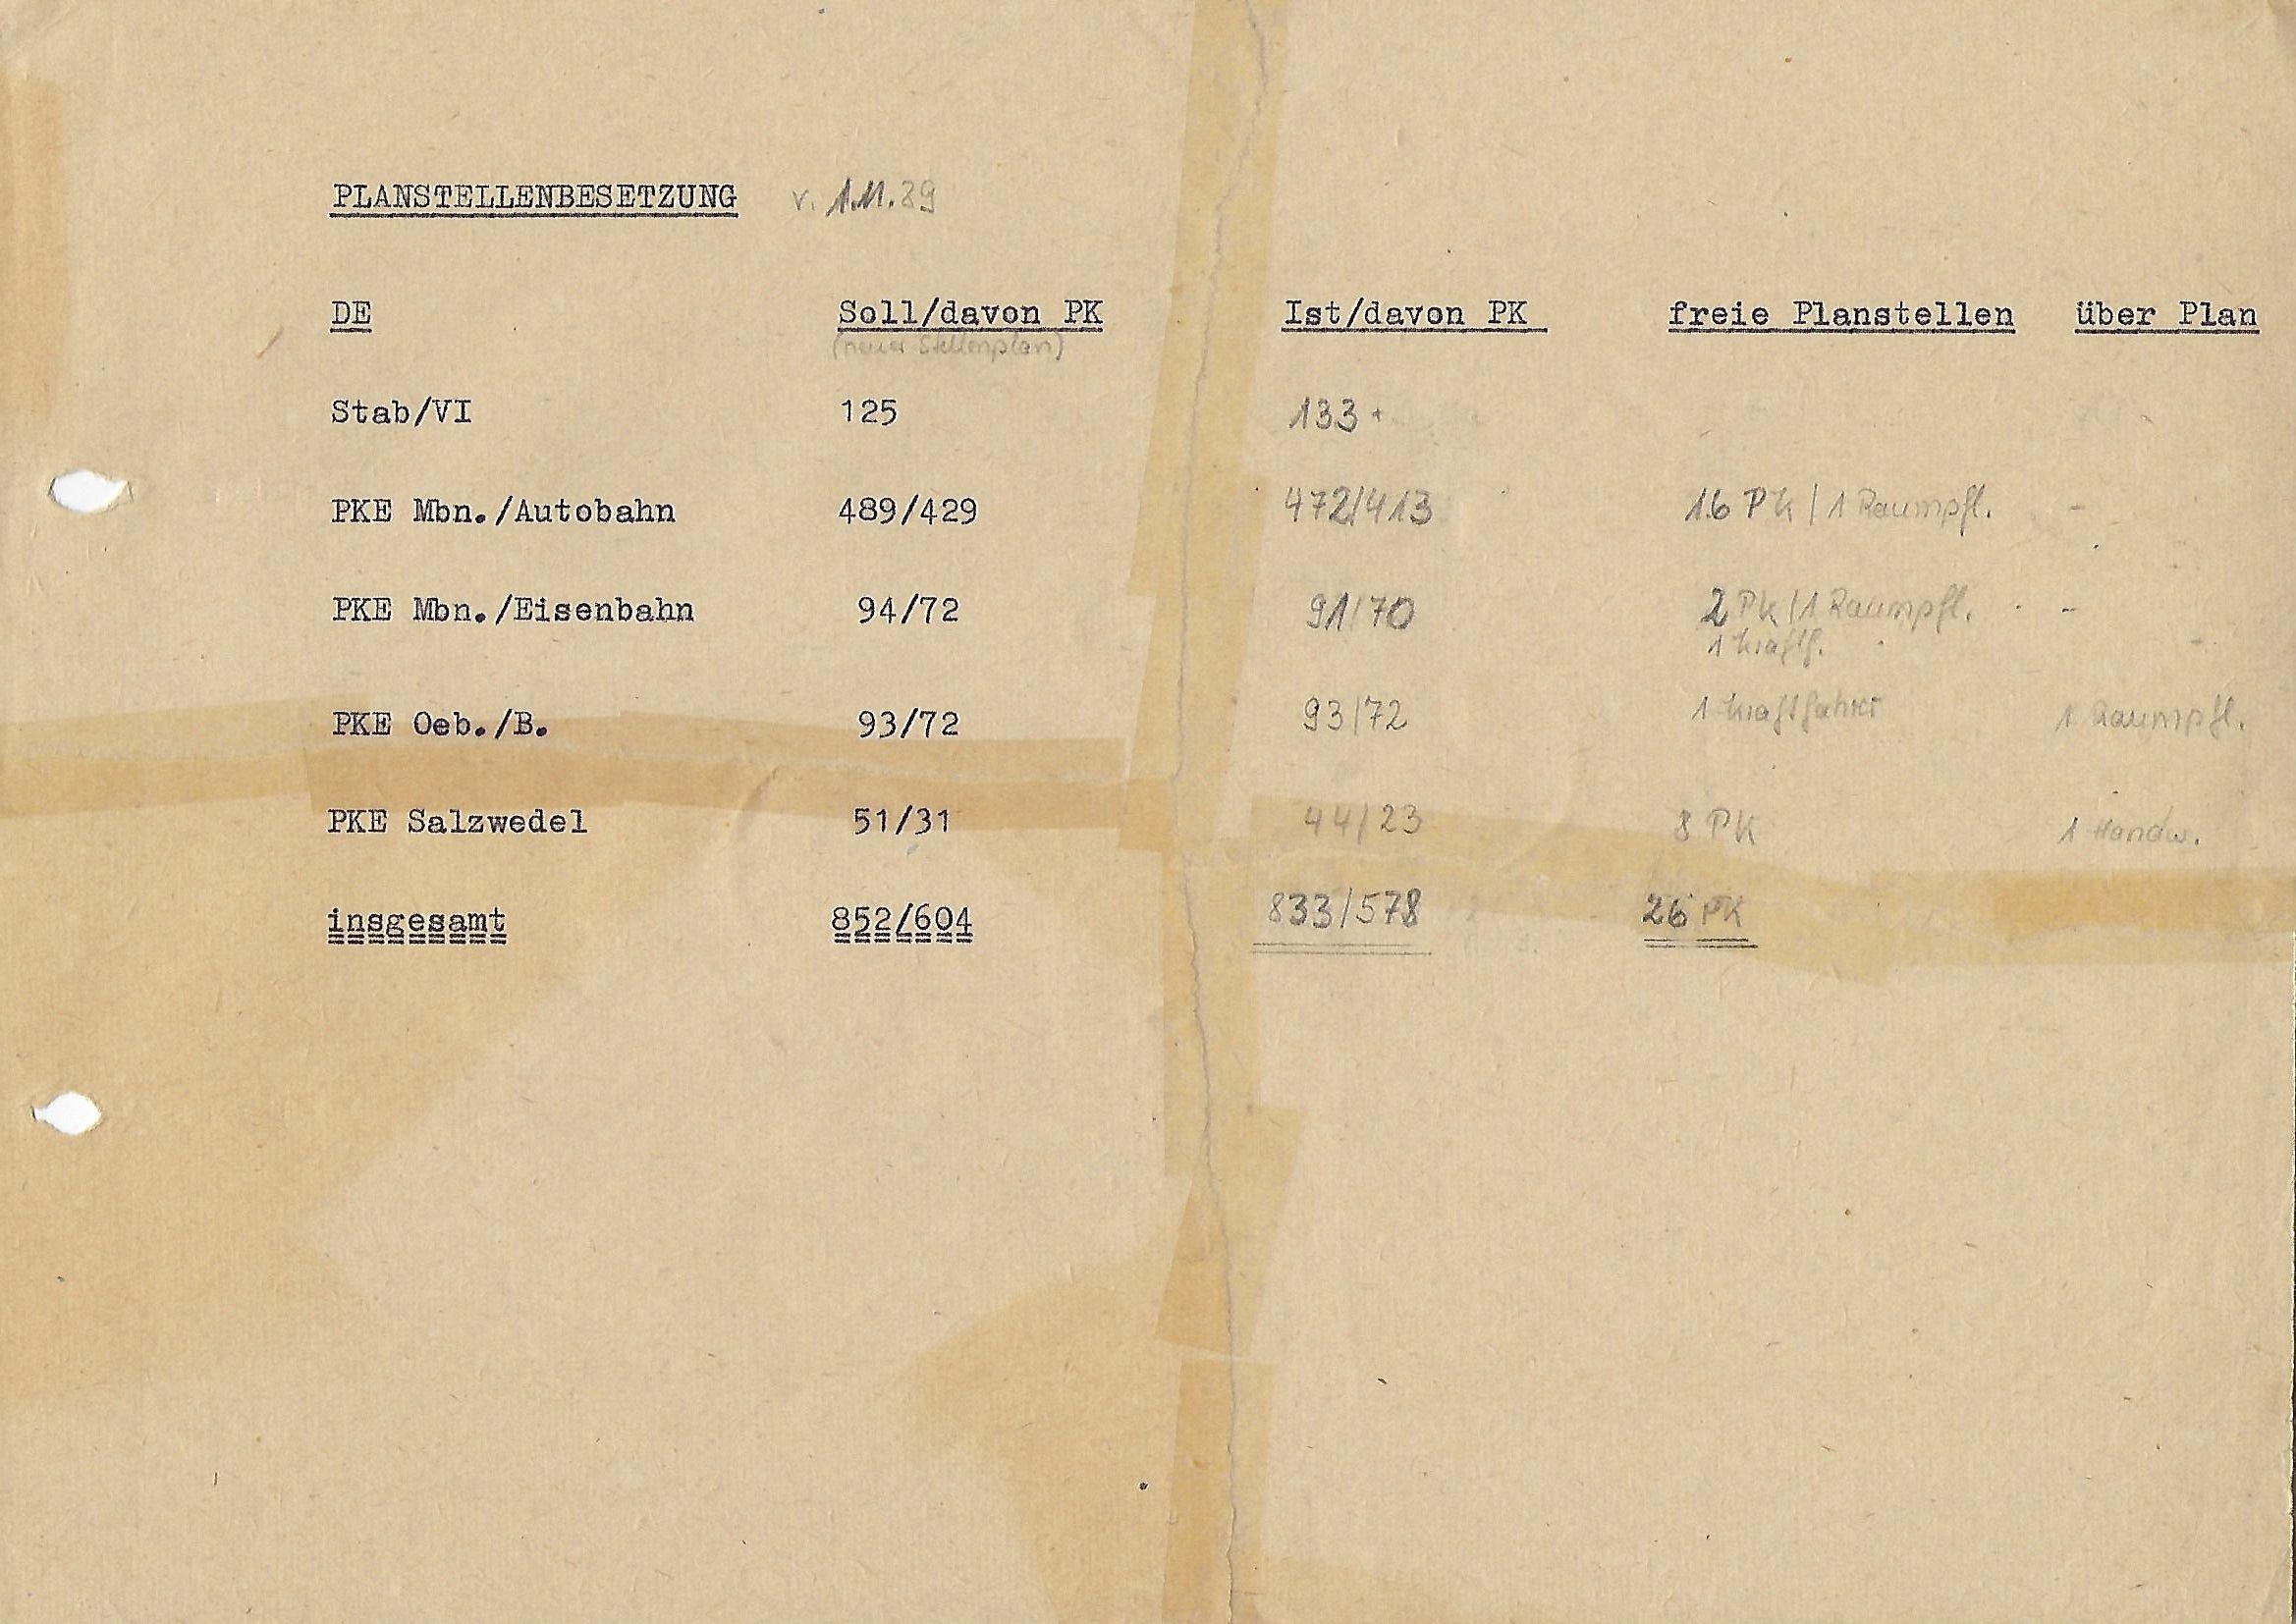 PLANSTELLENBESETZUNG v. 1.11.89
DE Soll/davon PK Ist/davon PK freie Planstellen über Plan
(neuer Stellenplan)
Stab/VI 125 133 +
PKE Mbn./Autobahn 489/429 472/413 16 PK / 1 Raumpfl. -
PKE Mbn./Eisenbahn 94/72 91/70 2 PK / 1 Raumpfl. -
1 Kraftf.
PKE Oeb./B. 93/72 93/72 1 Kraftfahrer 1 Raumpfl.
PKE Salzwedel 51/31 44/23 8 PK 1 Handw.
insgesamt 852/604 833/578 26 PK